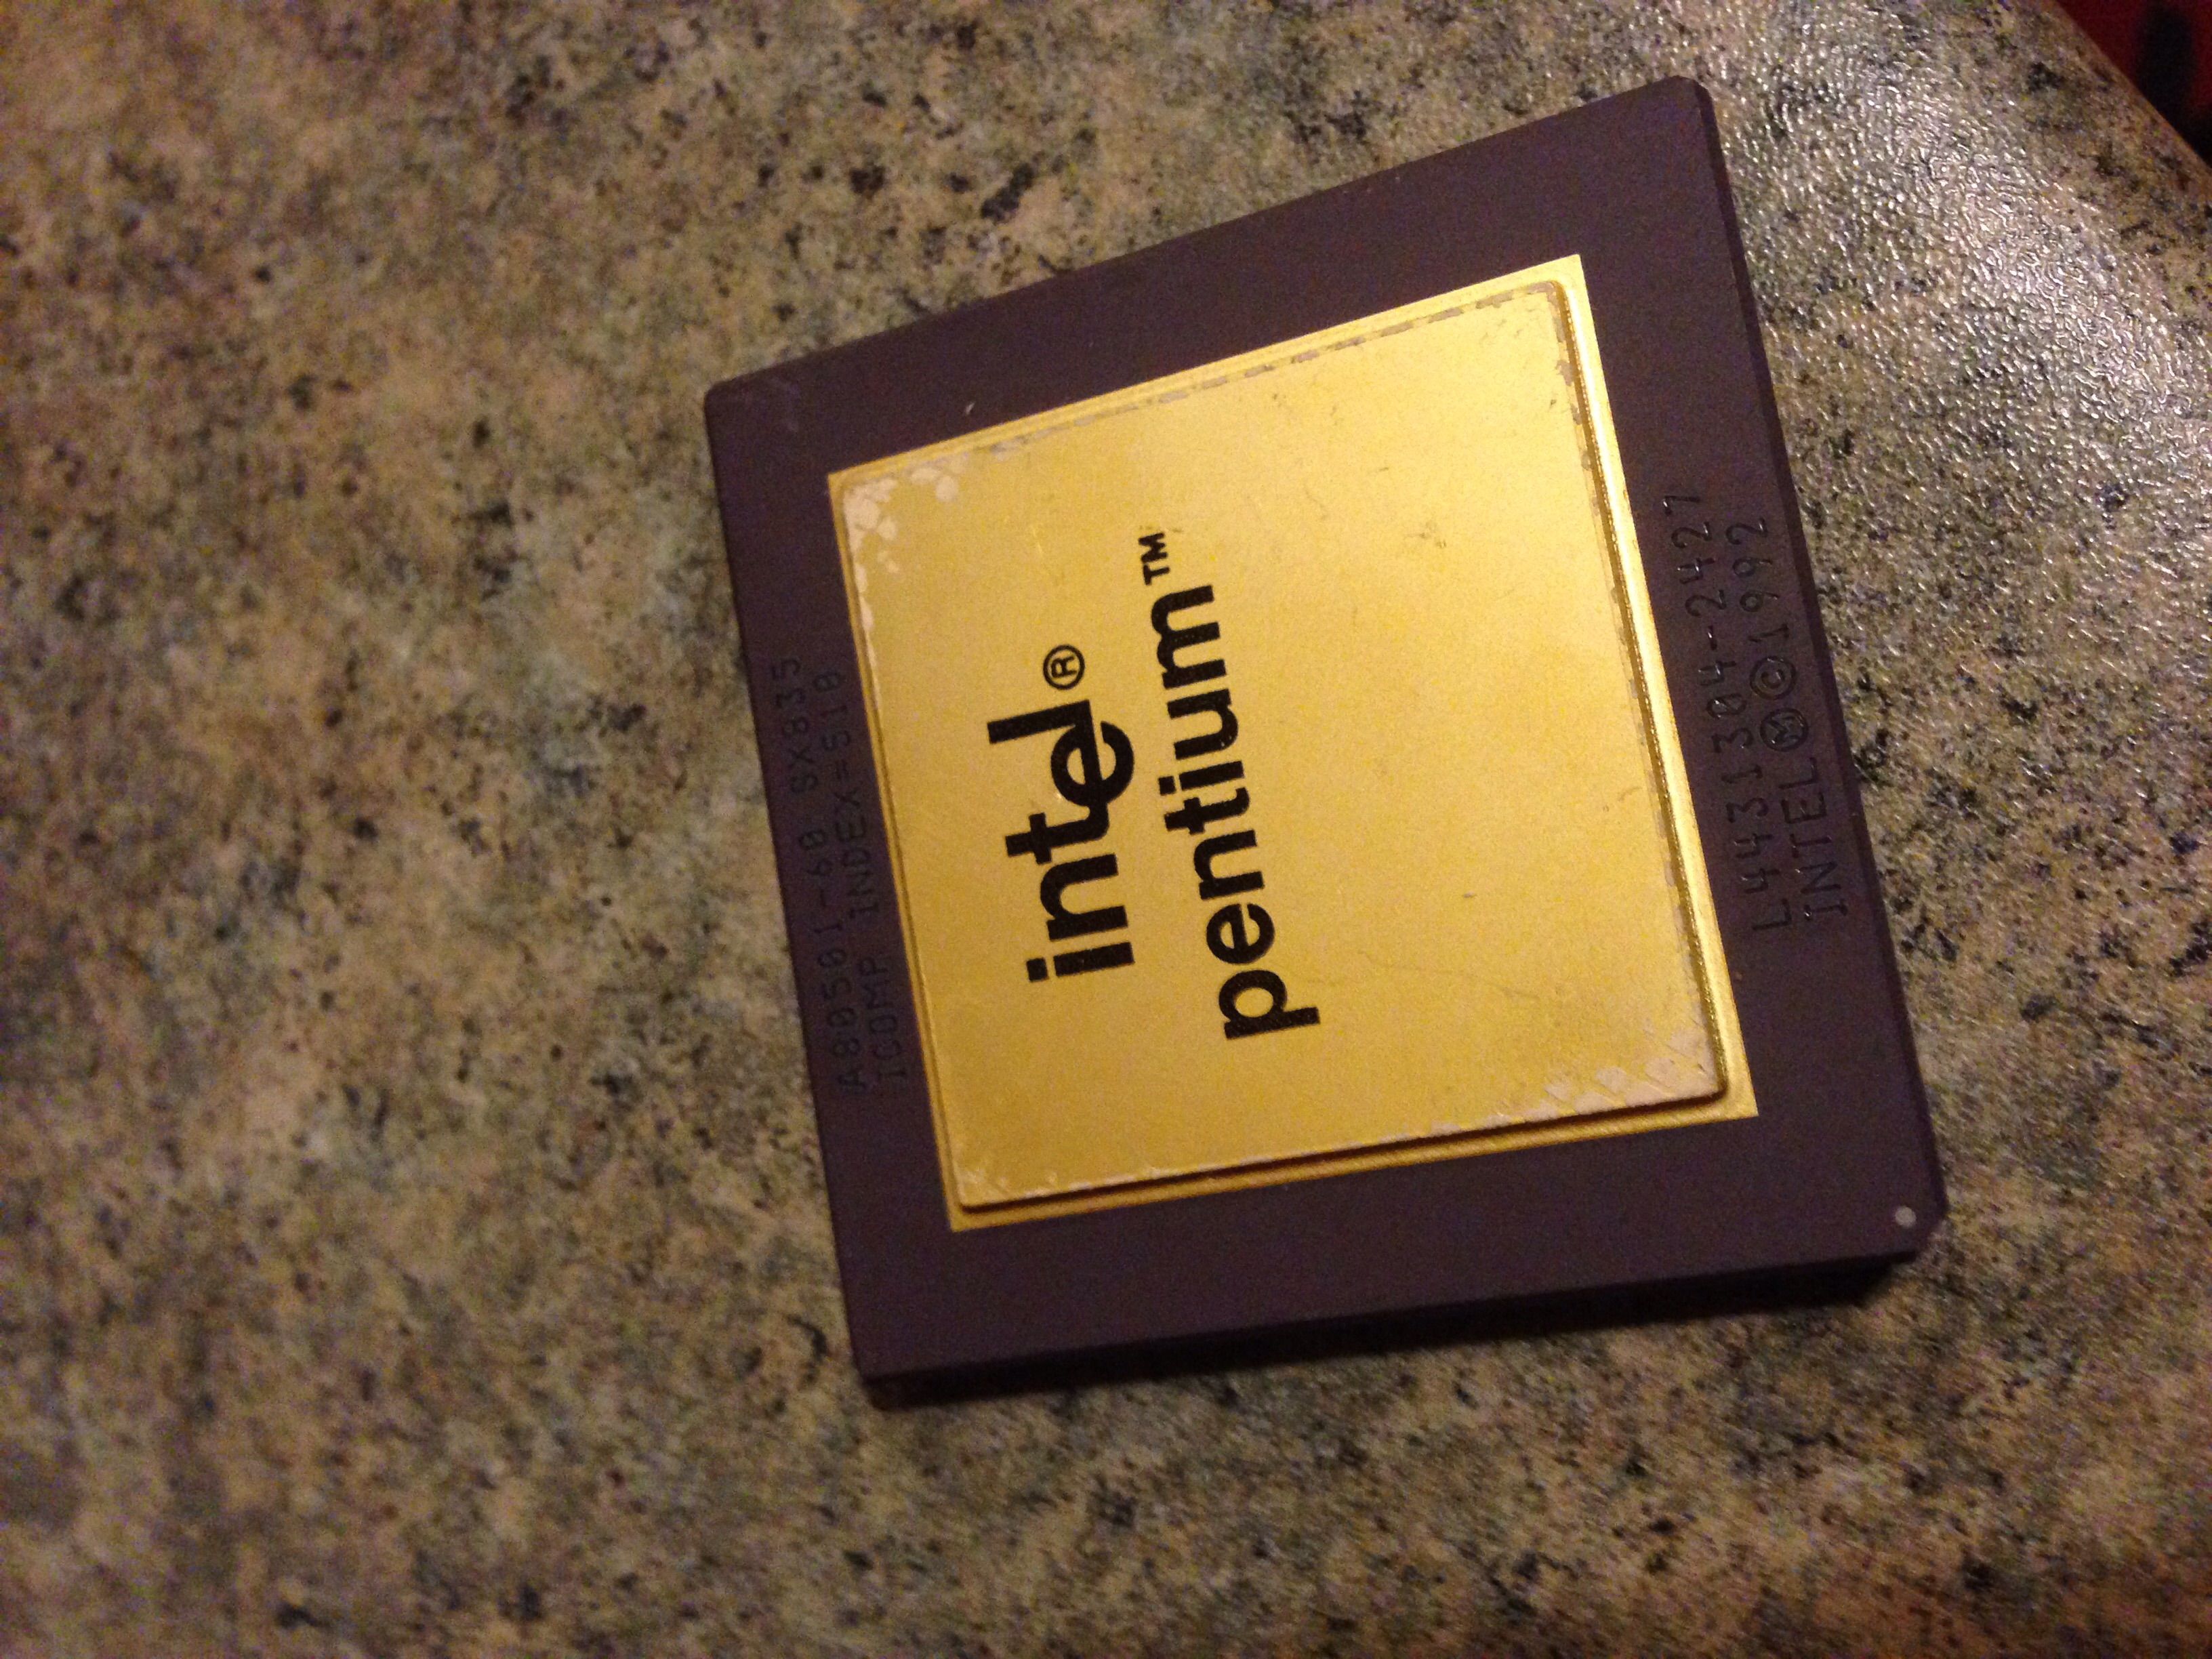 A80501-60 SX835
ICOMP INDEX=510
intel®
pentium™
L4431304-2427
INTEL Ⓜ © 1992